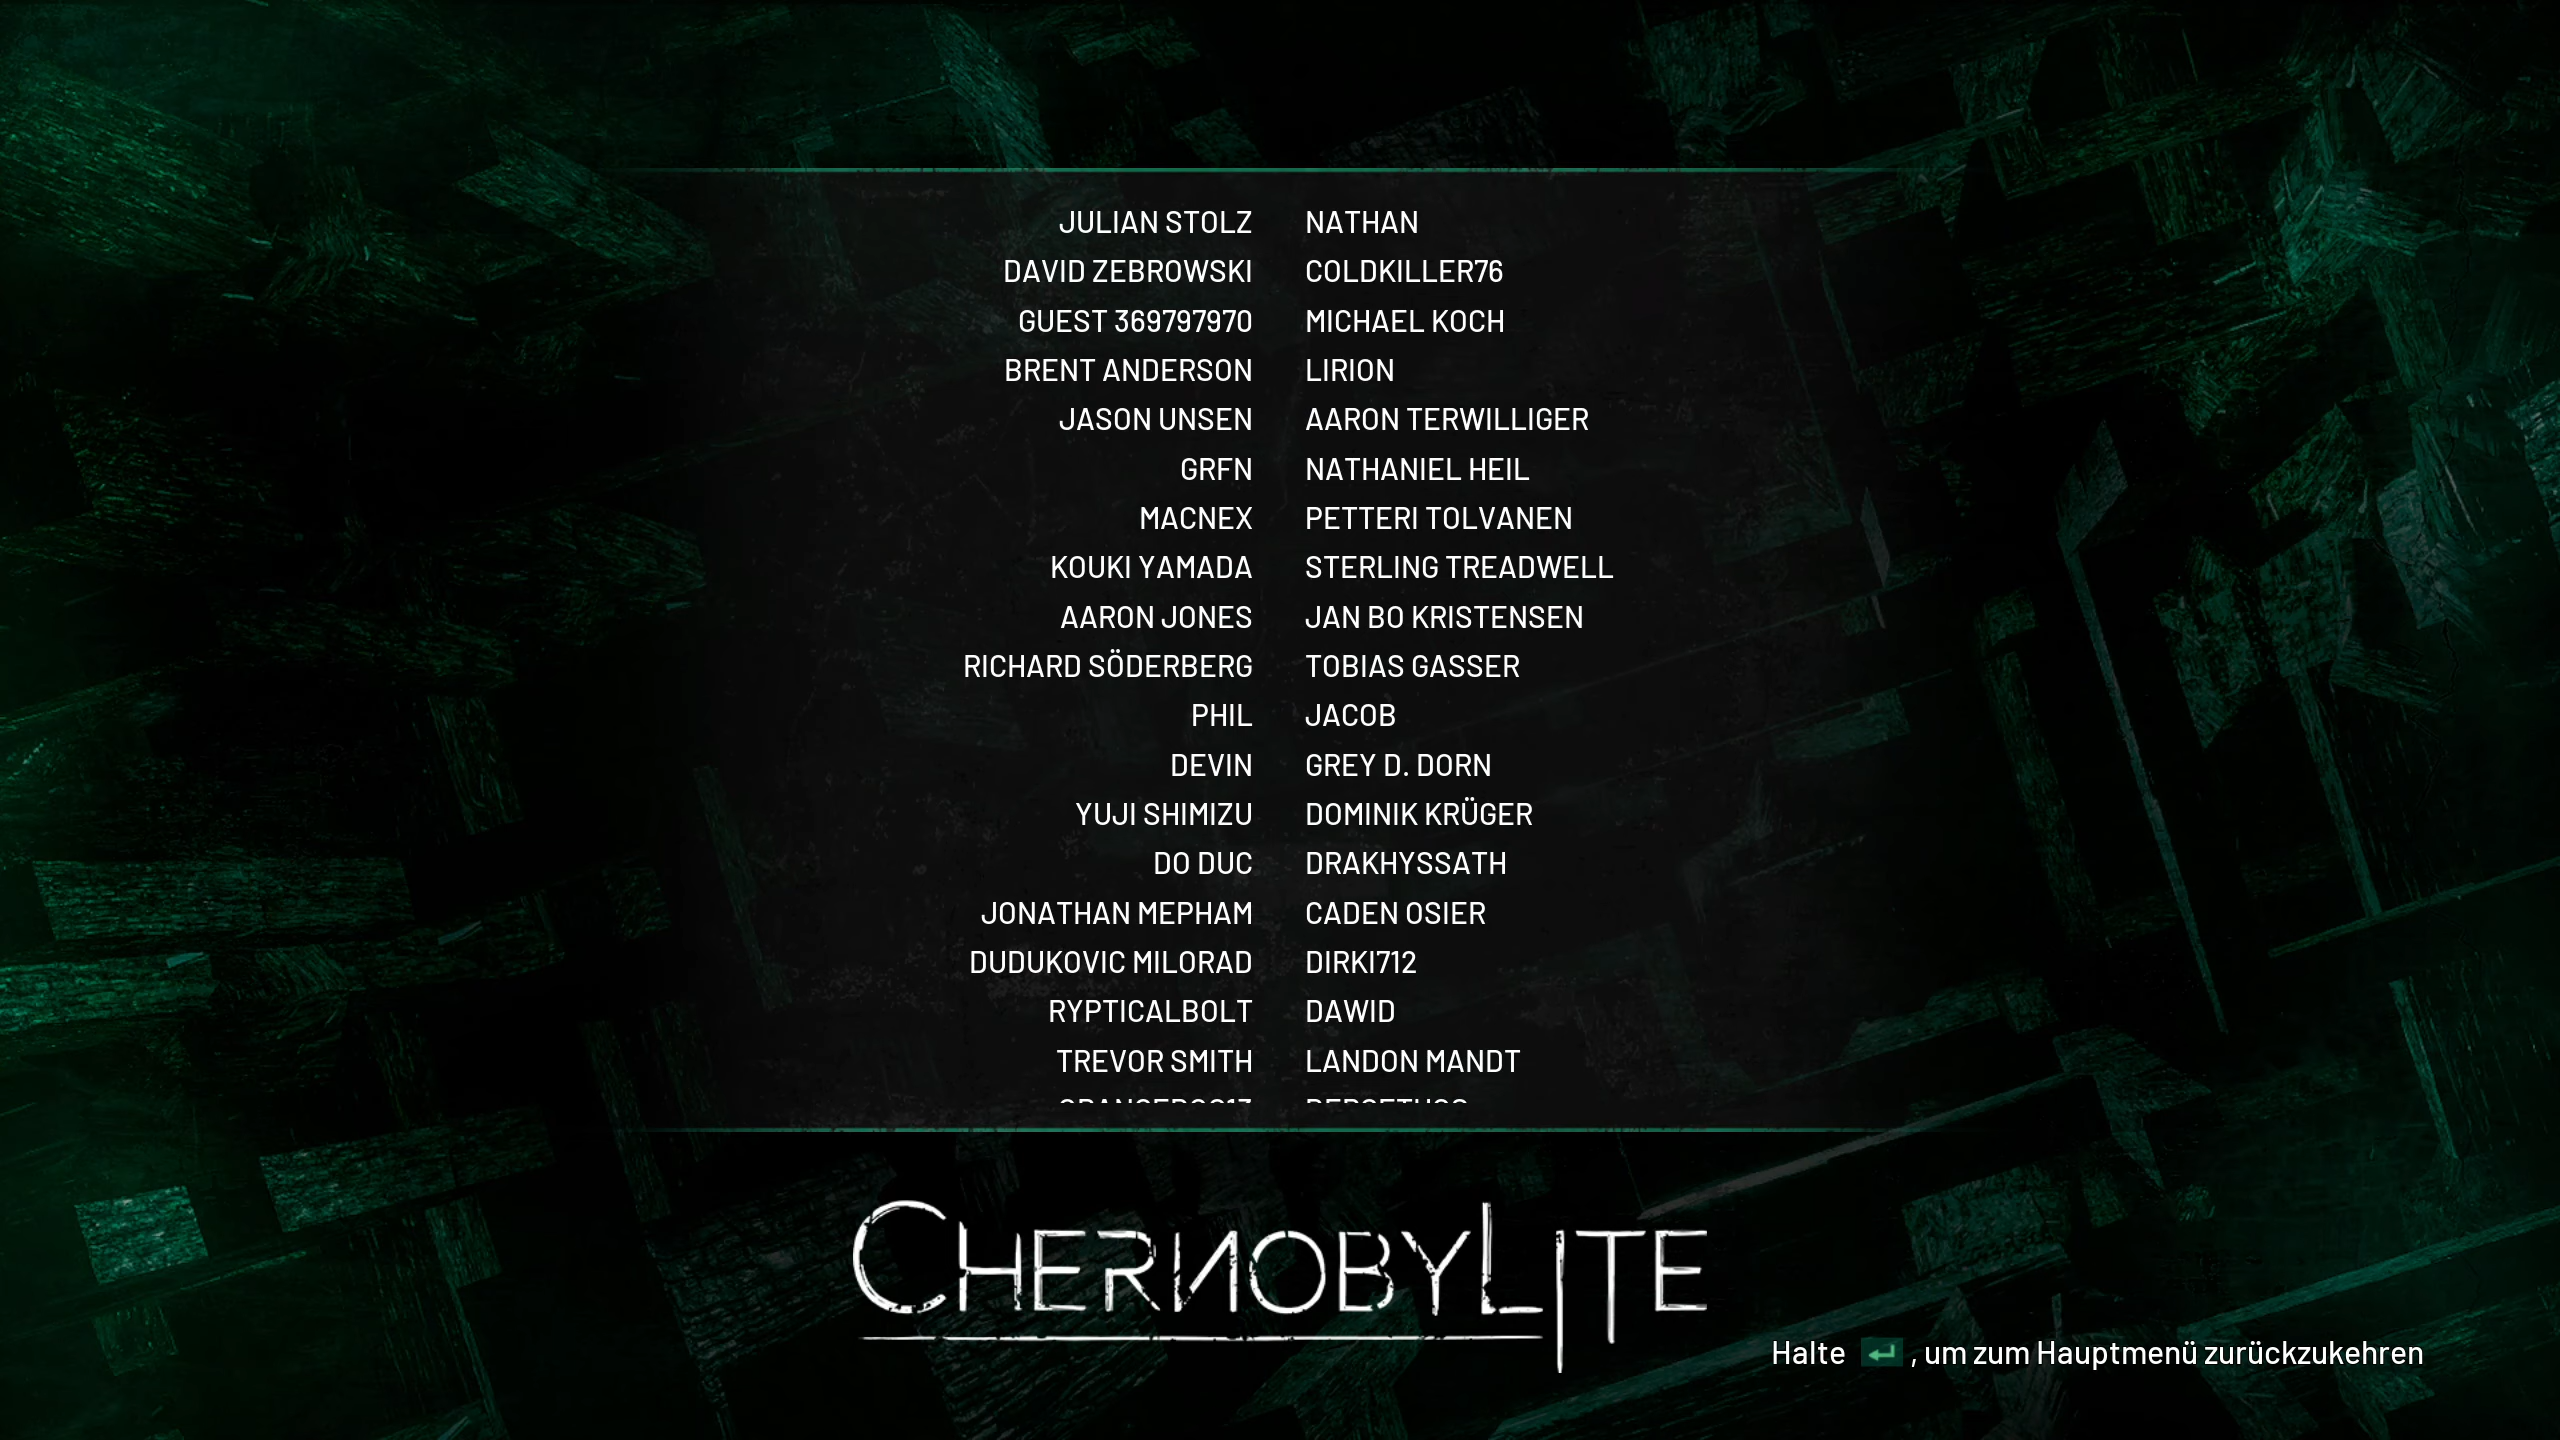 JULIAN STOLZ NATHAN
DAVID ZEBROWSKI COLDKILLER76
GUEST 369797970 MICHAEL KOCH
BRENT ANDERSON LIRION
JASON UNSEN AARON TERWILLIGER
GRFN NATHANIEL HEIL
MACNEX PETTERI TOLVANEN
KOUKI YAMADA STERLING TREADWELL
AARON JONES JAN BO KRISTENSEN
RICHARD SÖDERBERG TOBIAS GASSER
PHIL JACOB
DEVIN GREY D. DORN
YUJI SHIMIZU DOMINIK KRÜGER
DO DUC DRAKHYSSATH
JONATHAN MEPHAM CADEN OSIER
DUDUKOVIC MILORAD DIRKI712
RYPTICALBOLT DAWID
TREVOR SMITH LANDON MANDT
CHERNOBYLITE
Halte , um zum Hauptmenü zurückzukehren